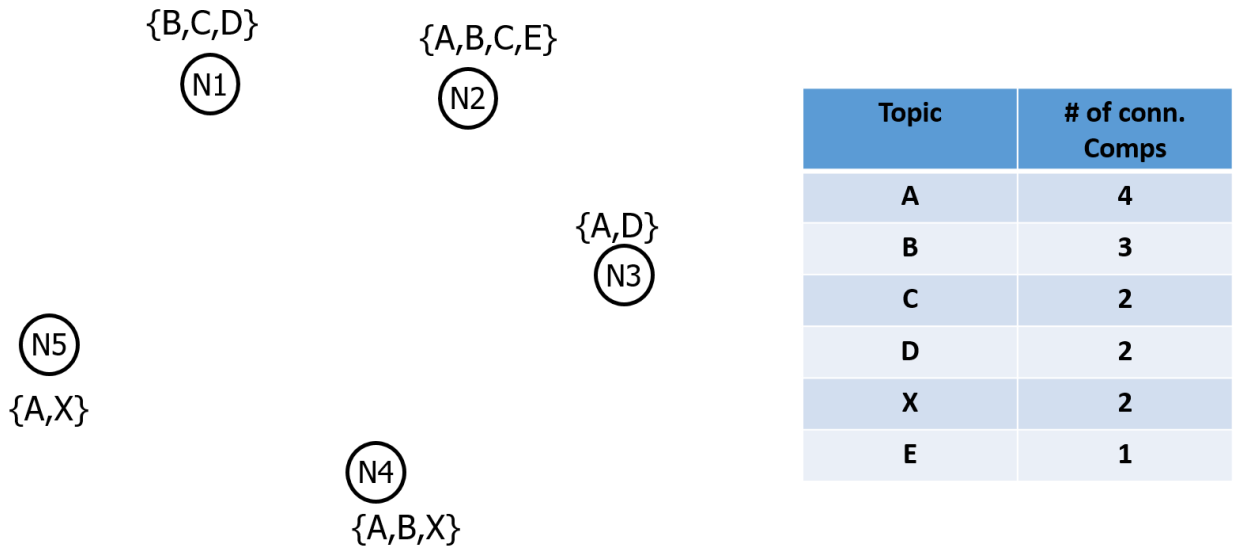 {B,C,D}
N1
{A,B,C,E}
N2
{A,D}
N3
N5
{A,X}
N4
{A,B,X}
Topic # of conn. Comps
A 4
B 3
C 2
D 2
X 2
E 1